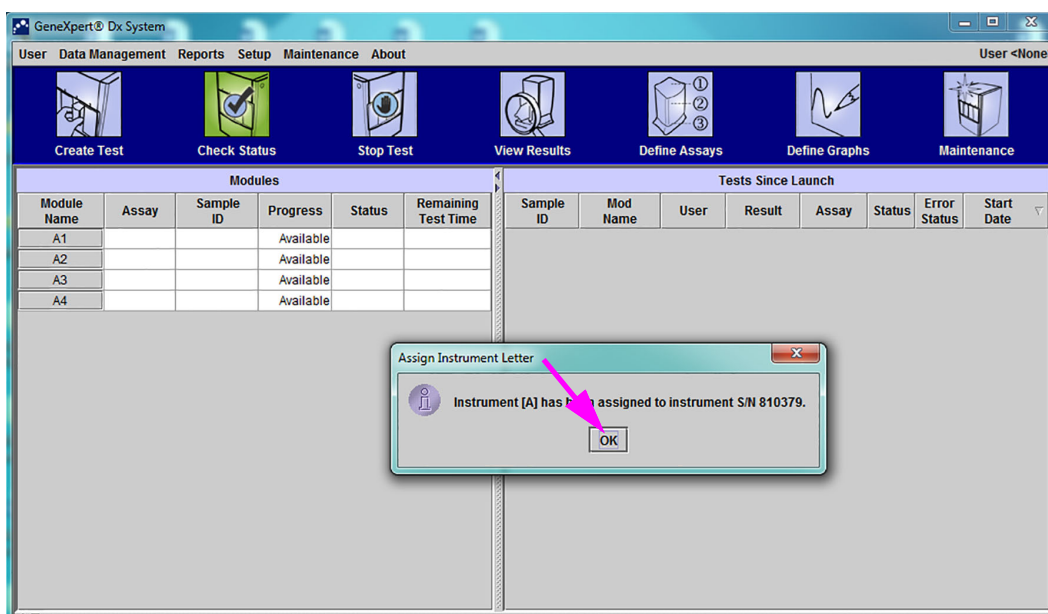 GeneXpert® Dx System
User Data Management Reports Setup Maintenance About User <None
Create Test Check Status Stop Test View Results Define Assays Define Graphs Maintenance
Modules
Module Name Assay Sample ID Progress Status Remaining Test Time
A1 Available
A2 Available
A3 Available
A4 Available
Tests Since Launch
Sample ID Mod Name User Result Assay Status Error Status Start Date
Assign Instrument Letter
Instrument [A] has been assigned to instrument S/N 810379.
OK